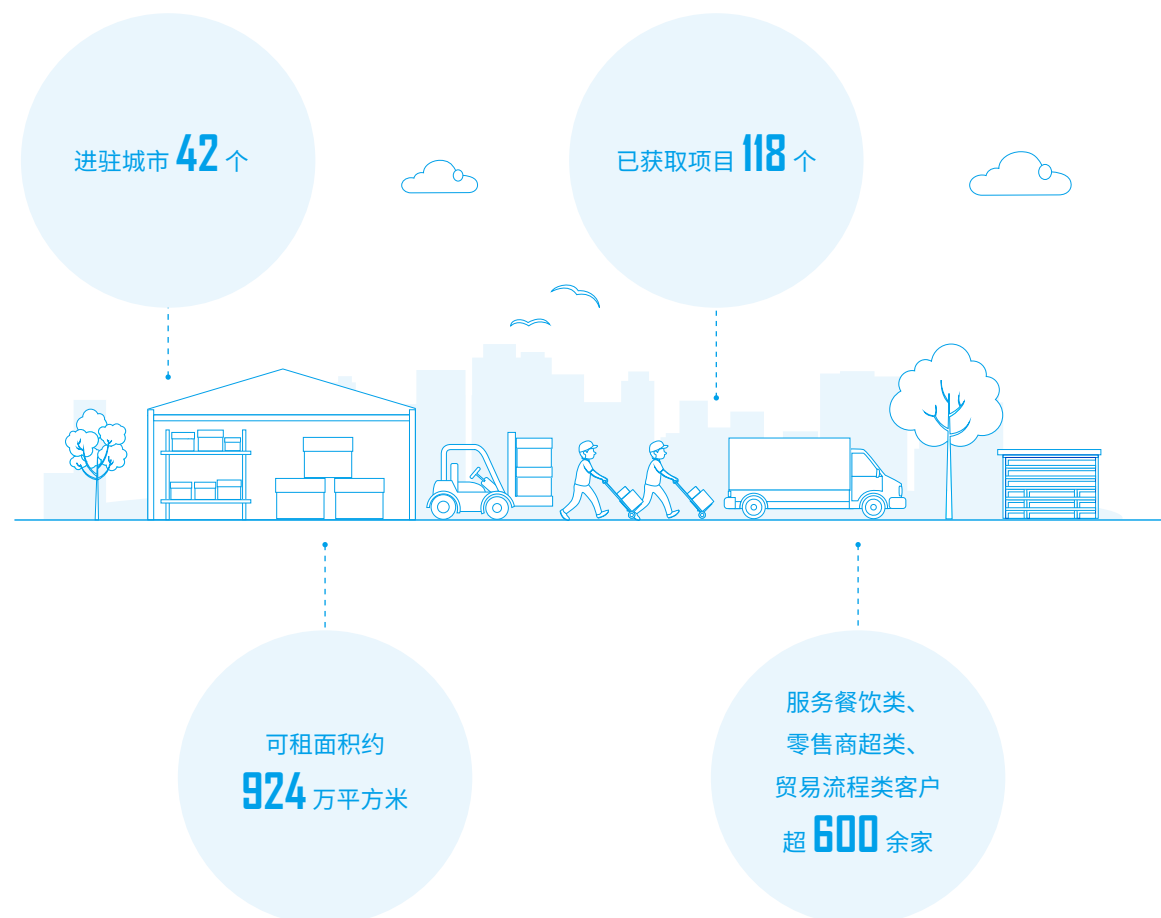 进驻城市 42 个
已获取项目 118 个
可租面积约
924 万平方米
服务餐饮类、
零售商超类、
贸易流程类客户
超 600 余家